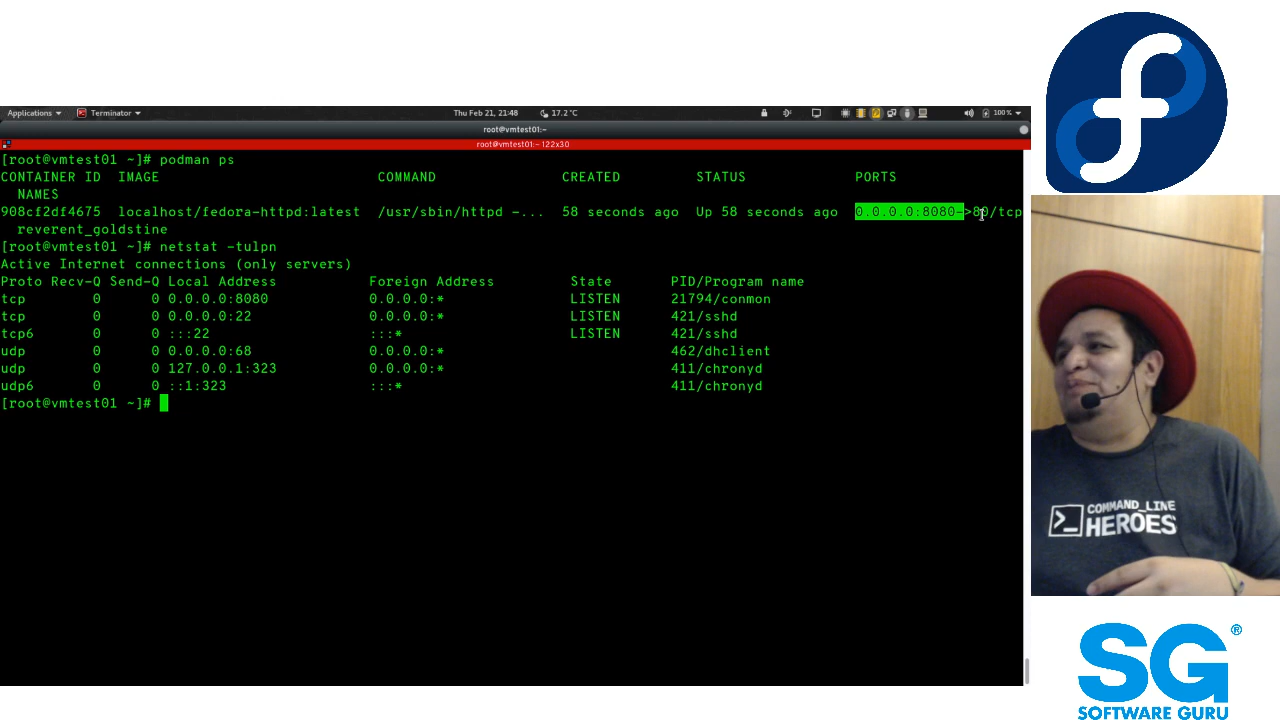 Applications
Terminator
Thu Feb 21, 21:48
17.2°C
100%
root@vmtest01:~
root@vmtest01:~ 122x30
[root@vmtest01 ~]# podman ps
CONTAINER ID IMAGE COMMAND CREATED STATUS PORTS
NAMES
908cf2df4675 localhost/fedora-httpd:latest /usr/sbin/httpd -... 58 seconds ago Up 58 seconds ago 0.0.0.0:8080->80/tcp
reverent_goldstine
[root@vmtest01 ~]# netstat -tulpn
Active Internet connections (only servers)
Proto Recv-Q Send-Q Local Address Foreign Address State PID/Program name
tcp 0 0 0.0.0.0:8080 0.0.0.0:* LISTEN 21794/conmon
tcp 0 0 0.0.0.0:22 0.0.0.0:* LISTEN 421/sshd
tcp6 0 0 :::22 :::* LISTEN 421/sshd
udp 0 0 0.0.0.0:68 0.0.0.0:* 462/dhclient
udp 0 0 127.0.0.1:323 0.0.0.0:* 411/chronyd
udp6 0 0 ::1:323 :::* 411/chronyd
[root@vmtest01 ~]#
>_ COMMAND_LINE
HEROES
SG®
SOFTWARE GURU